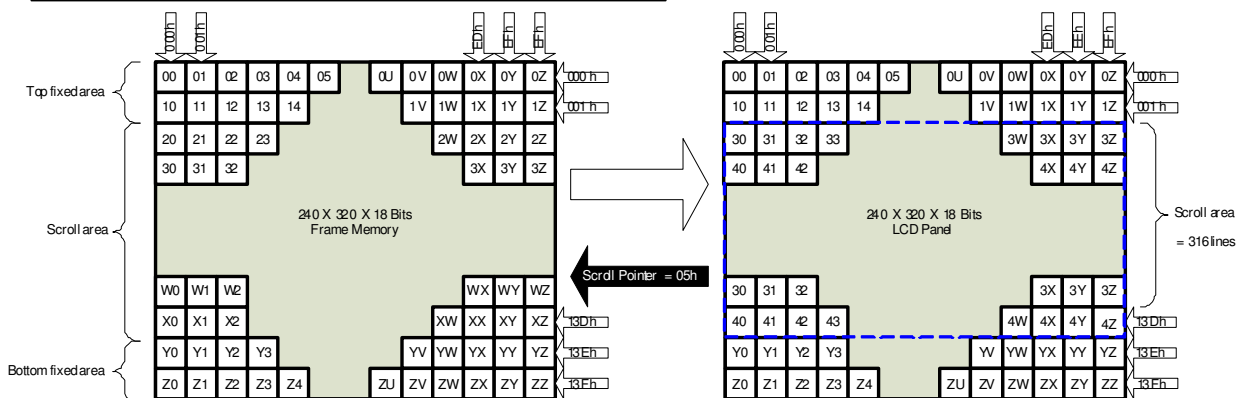 000h 001h EDh EFh EFh
000h 001h EDh EEh EFh
Top fixed area
00 01 02 03 04 05 0U 0V 0W 0X 0Y 0Z 000h
10 11 12 13 14 1V 1W 1X 1Y 1Z 001h
Scroll area
20 21 22 23 2W 2X 2Y 2Z
30 31 32 3X 3Y 3Z
240 X 320 X 18 Bits
Frame Memory
W0 W1 W2 WX WY WZ
X0 X1 X2 XW XX XY XZ 13Dh
Bottom fixed area
Y0 Y1 Y2 Y3 YV YW YX YY YZ 13Eh
Z0 Z1 Z2 Z3 Z4 ZU ZV ZW ZX ZY ZZ 13Fh
Scroll Pointer = 05h
00 01 02 03 04 05 0U 0V 0W 0X 0Y 0Z 000h
10 11 12 13 14 1V 1W 1X 1Y 1Z 001h
30 31 32 33 3W 3X 3Y 3Z
40 41 42 4X 4Y 4Z
240 X 320 X 18 Bits
LCD Panel
Scroll area
= 316 lines
30 31 32 3X 3Y 3Z
40 41 42 43 4W 4X 4Y 4Z 13Dh
Y0 Y1 Y2 Y3 YV YW YX YY YZ 13Eh
Z0 Z1 Z2 Z3 Z4 ZU ZV ZW ZX ZY ZZ 13Fh